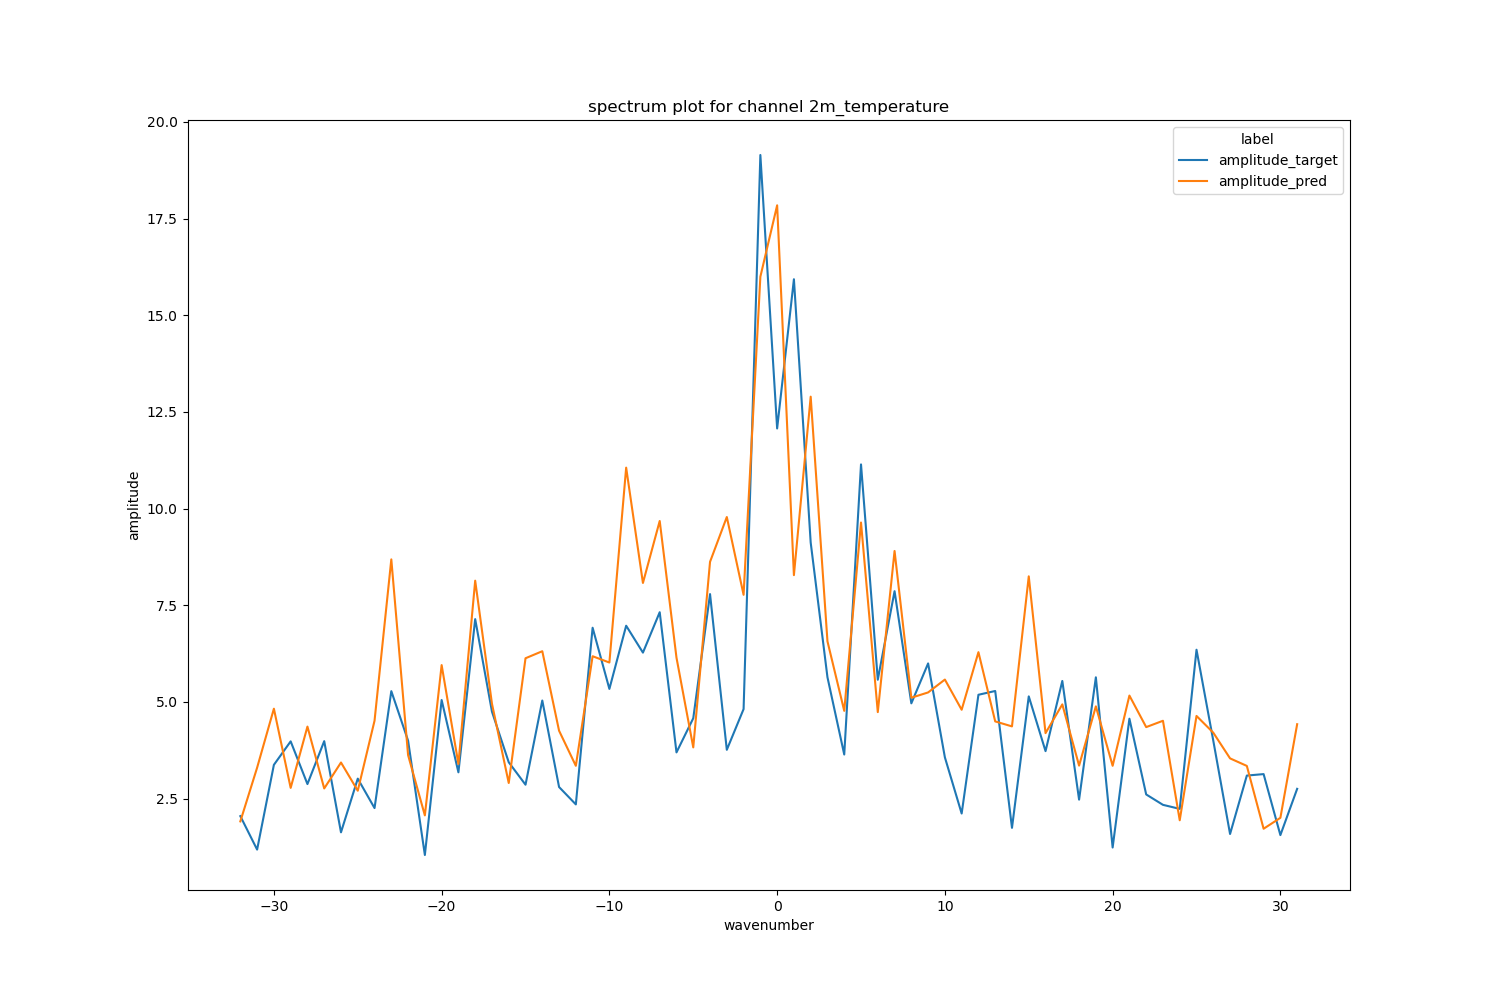 spectrum plot for channel 2m_temperature
20.0
17.5
15.0
12.5
10.0
7.5
5.0
2.5
amplitude
label
amplitude_target
amplitude_pred
−30 −20 −10 0 10 20 30
wavenumber